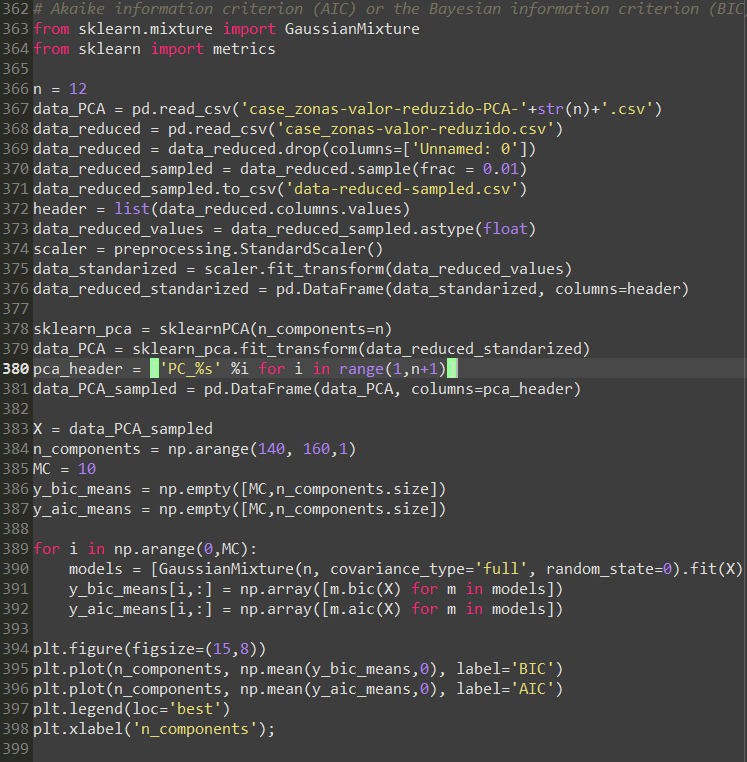 362 # Akaike information criterion (AIC) or the Bayesian information criterion (BIC
363 from sklearn.mixture import GaussianMixture
364 from sklearn import metrics
365
366 n = 12
367 data_PCA = pd.read_csv('case_zonas-valor-reduzido-PCA-'+str(n)+'.csv')
368 data_reduced = pd.read_csv('case_zonas-valor-reduzido.csv')
369 data_reduced = data_reduced.drop(columns=['Unnamed: 0'])
370 data_reduced_sampled = data_reduced.sample(frac = 0.01)
371 data_reduced_sampled.to_csv('data-reduced-sampled.csv')
372 header = list(data_reduced.columns.values)
373 data_reduced_values = data_reduced_sampled.astype(float)
374 scaler = preprocessing.StandardScaler()
375 data_standarized = scaler.fit_transform(data_reduced_values)
376 data_reduced_standarized = pd.DataFrame(data_standarized, columns=header)
377
378 sklearn_pca = sklearnPCA(n_components=n)
379 data_PCA = sklearn_pca.fit_transform(data_reduced_standarized)
380 pca_header = ['PC_%s' %i for i in range(1,n+1)]
381 data_PCA_sampled = pd.DataFrame(data_PCA, columns=pca_header)
382
383 X = data_PCA_sampled
384 n_components = np.arange(140, 160,1)
385 MC = 10
386 y_bic_means = np.empty([MC,n_components.size])
387 y_aic_means = np.empty([MC,n_components.size])
388
389 for i in np.arange(0,MC):
390     models = [GaussianMixture(n, covariance_type='full', random_state=0).fit(X)
391     y_bic_means[i,:] = np.array([m.bic(X) for m in models])
392     y_aic_means[i,:] = np.array([m.aic(X) for m in models])
393
394 plt.figure(figsize=(15,8))
395 plt.plot(n_components, np.mean(y_bic_means,0), label='BIC')
396 plt.plot(n_components, np.mean(y_aic_means,0), label='AIC')
397 plt.legend(loc='best')
398 plt.xlabel('n_components');
399